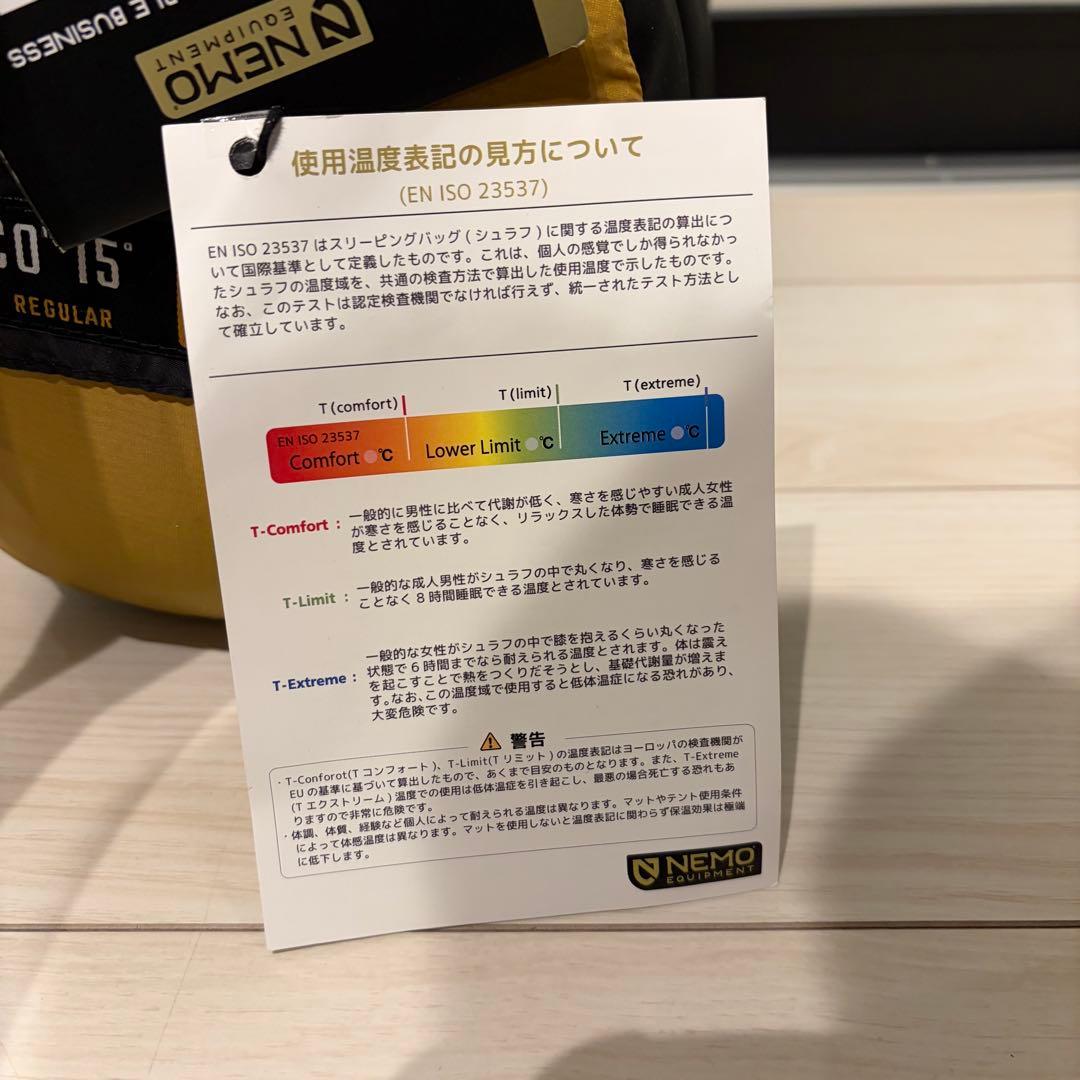 BLE BUSINESS
NEMO
EQUIPMENT
15°
REGULAR
使用温度表記の見方について
(EN ISO 23537)
EN ISO 23537 はスリーピングバッグ ( シュラフ ) に関する温度表記の算出につ
いて国際基準として定義したものです。これは、個人の感覚でしか得られなかっ
たシュラフの温度域を、共通の検査方法で算出した使用温度で示したものです。
なお、このテストは認定検査機関でなければ行えず、統一されたテスト方法とし
て確立しています。
T (comfort)
T (limit)
T (extreme)
EN ISO 23537
Comfort ●℃
Lower Limit ●℃
Extreme ●℃
T-Comfort : 一般的に男性に比べて代謝が低く、寒さを感じやすい成人女性
が寒さを感じることなく、リラックスした体勢で睡眠できる温
度とされています。
T-Limit : 一般的な成人男性がシュラフの中で丸くなり、寒さを感じる
ことなく 8 時間睡眠できる温度とされています。
T-Extreme : 一般的な女性がシュラフの中で膝を抱えるくらい丸くなった
状態で 6 時間までなら耐えられる温度とされます。体は震え
を起こすことで熱をつくりだそうとし、基礎代謝量が増えま
す。なお、この温度域で使用すると低体温症になる恐れがあり、
大変危険です。
警告
・T-Conforot(T コンフォート )、T-Limit(T リミット ) の温度表記はヨーロッパの検査機関が
EU の基準に基づいて算出したもので、あくまで目安のものとなります。また、T-Extreme
(T エクストリーム ) 温度での使用は低体温症を引き起こし、最悪の場合死亡する恐れもあ
りますので非常に危険です。
・体調、体質、経験など個人によって耐えられる温度は異なります。マットやテント使用条件
によって体感温度は異なります。マットを使用しないと温度表記に関わらず保温効果は極端
に低下します。
NEMO
EQUIPMENT